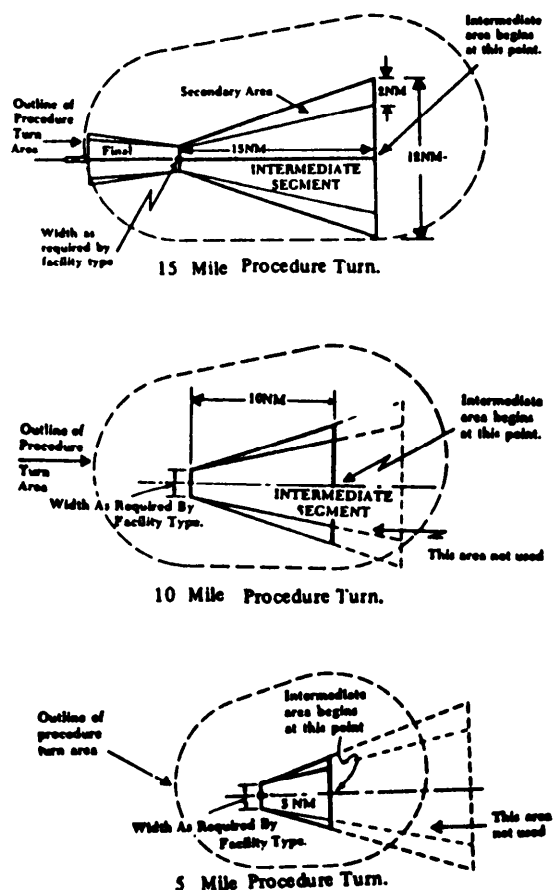 Intermediate
area begins
at this point.
Secondary Area
2NM
Outline of
Procedure
Turn
Area
Final
15NM
12NM
INTERMEDIATE
SEGMENT
Width as
required by
facility type
15 Mile Procedure Turn.
10NM
Intermediate
area begins
at this point.
Outline of
Procedure
Turn
Area
INTERMEDIATE
SEGMENT
Width As Required By
Facility Type.
This area not used
10 Mile Procedure Turn.
Intermediate
area begins
at this point
Outline of
procedure
turn area
5 NM
This area
not used
Width As Required By
Facility Type.
5 Mile Procedure Turn.